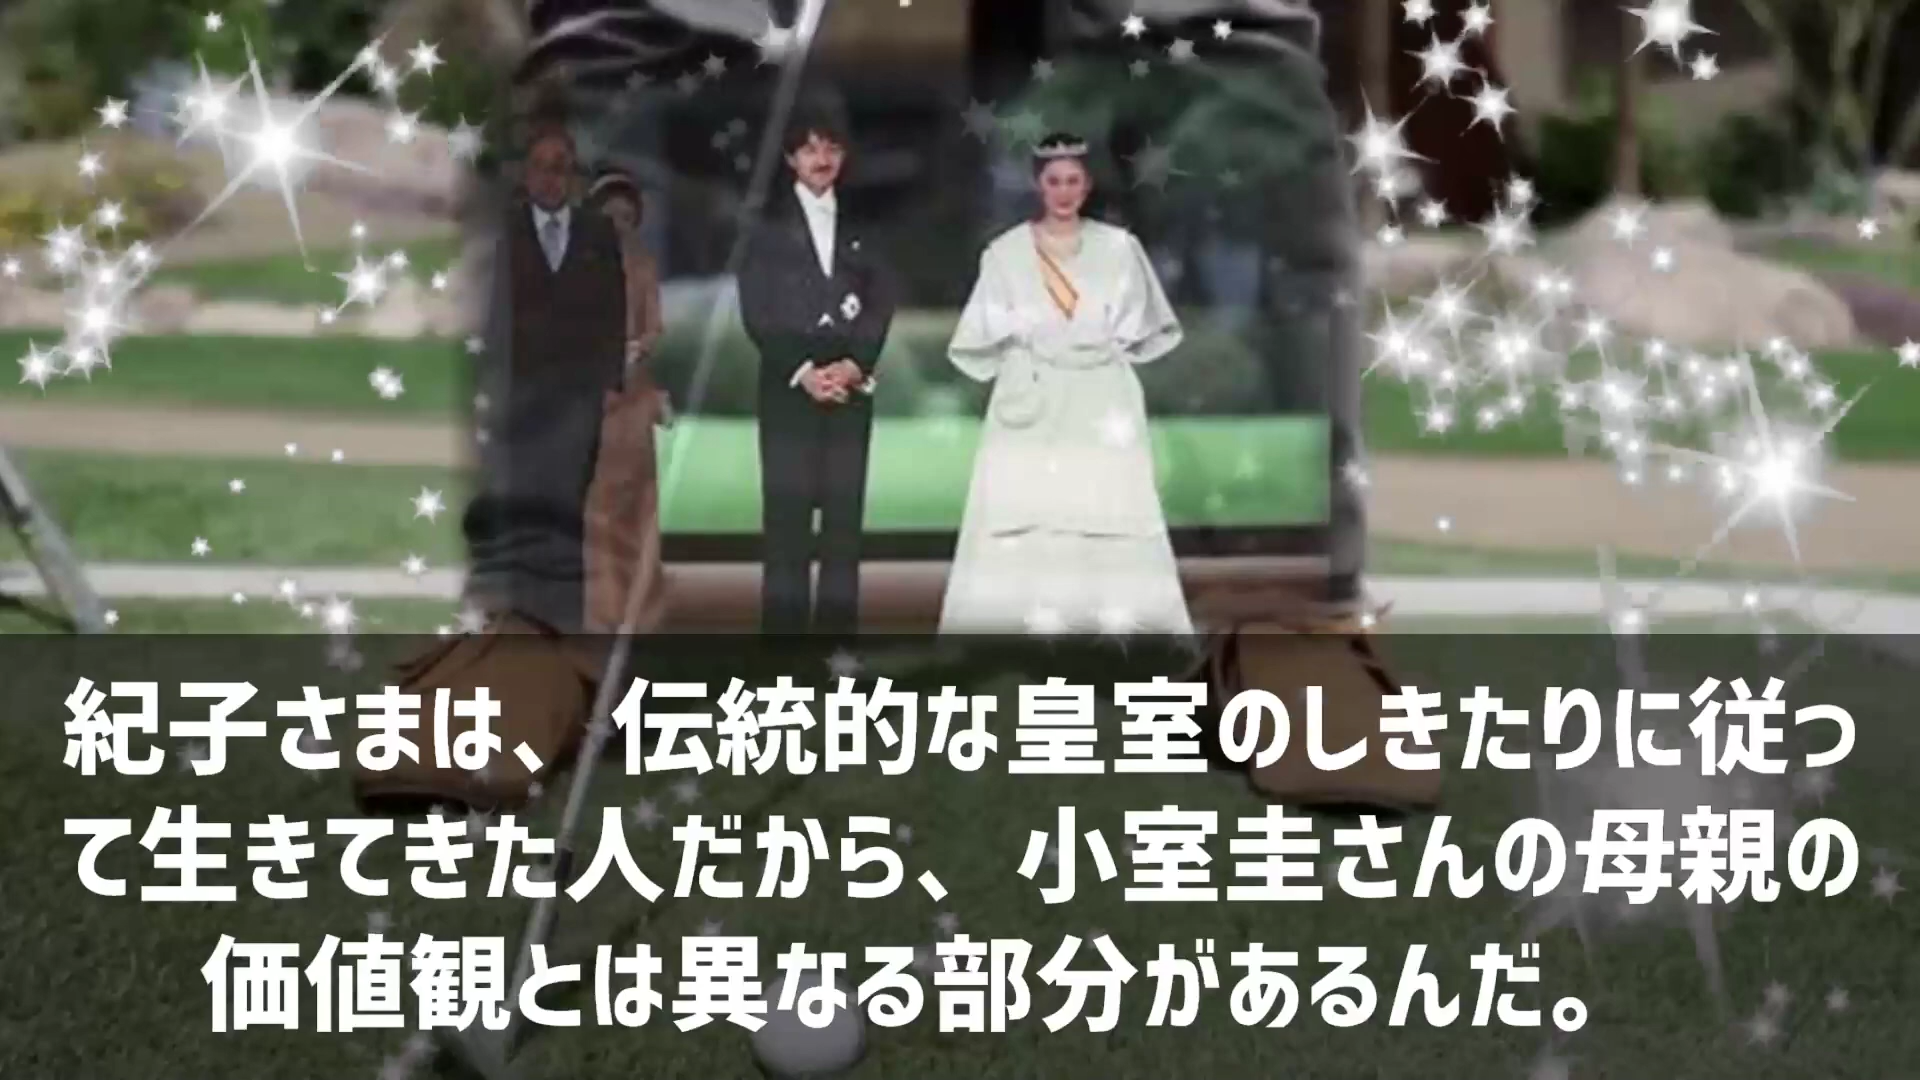 紀子さまは、伝統的な皇室のしきたりに従っ
て生きてきた人だから、小室圭さんの母親の
価値観とは異なる部分があるんだ。